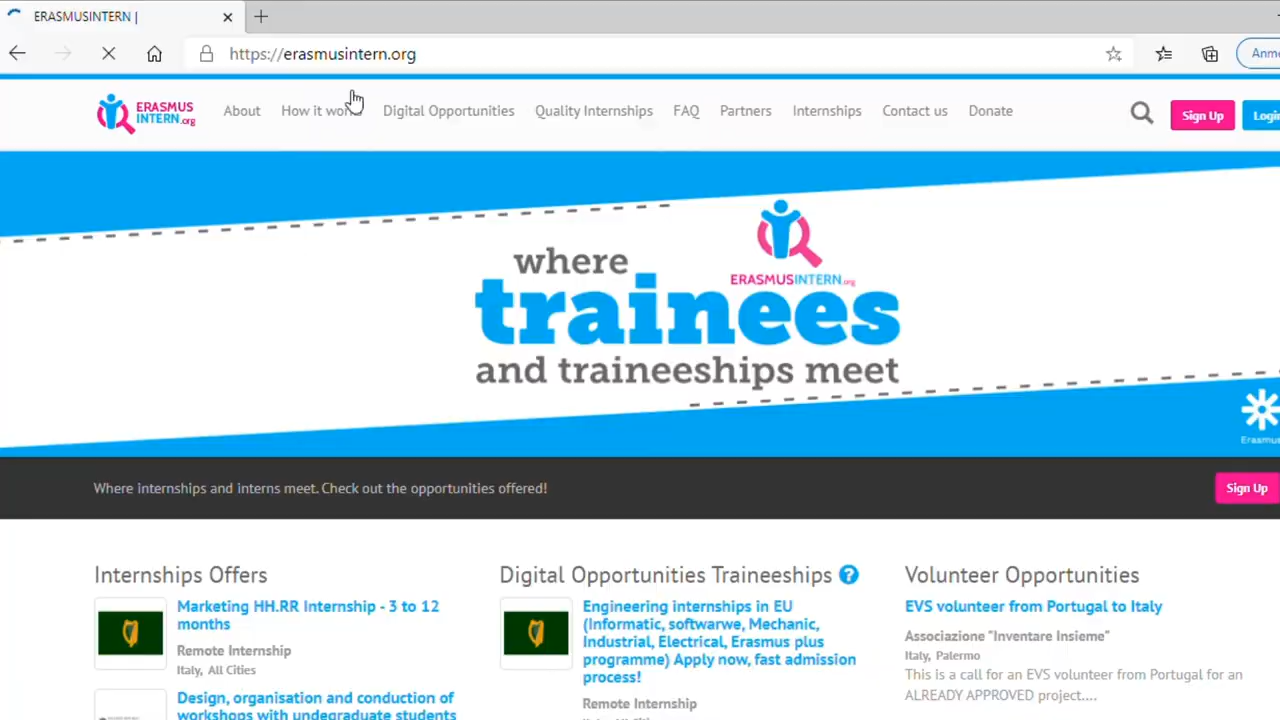 ERASMUSINTERN |
https://erasmusintern.org
ERASMUS
INTERN.org
About How it Digital Opportunities Quality Internships FAQ Partners Internships Contact us Donate
Sign Up
where
ERASMUSINTERN.org
trainees
and traineeships meet
Where internships and interns meet. Check out the opportunities offered!
Sign Up
Internships Offers
Marketing HH.RR Internship - 3 to 12
months
Remote Internship
Italy, All Cities
Design, organisation and conduction of
workshops with undegraduate students
Digital Opportunities Traineeships ?
Engineering internships in EU
(Informatic, softwarwe, Mechanic,
Industrial, Electrical, Erasmus plus
programme) Apply now, fast admission
process!
Remote Internship
Volunteer Opportunities
EVS volunteer from Portugal to Italy
Associazione "Inventare Insieme"
Italy, Palermo
This is a call for an EVS volunteer from Portugal for an
ALREADY APPROVED project....